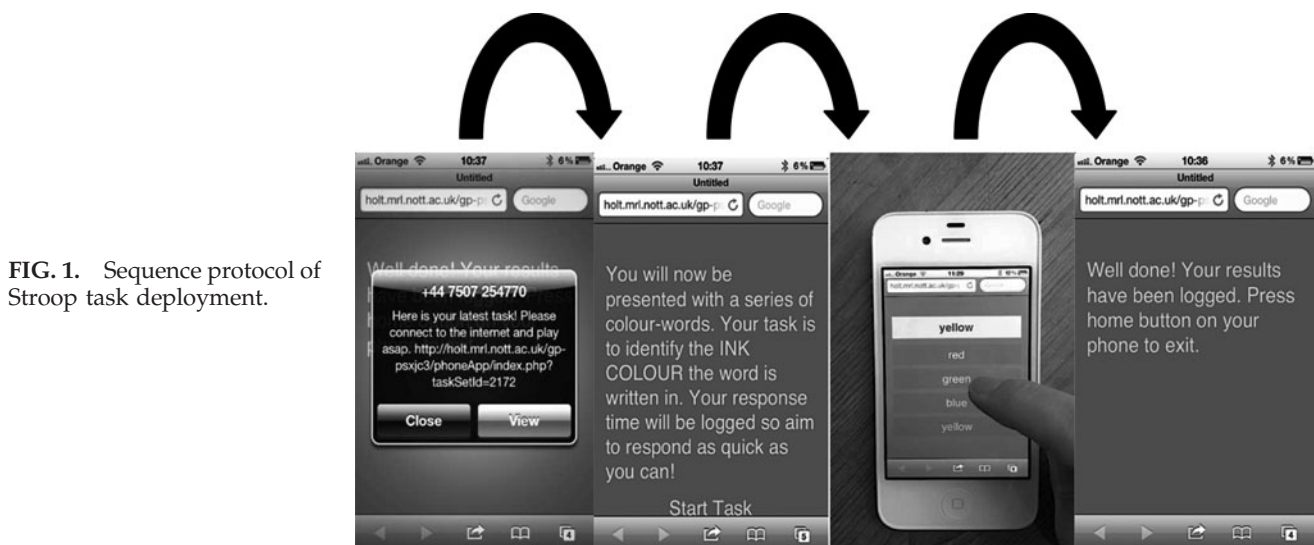 FIG. 1. Sequence protocol of
Stroop task deployment.
Orange 10:37 6%
Untitled
holt.mrl.nott.ac.uk/gp-p Google
+44 7507 254770
Here is your latest task! Please
connect to the internet and play
asap. http://holt.mrl.nott.ac.uk/gp-
psxjc3/phoneApp/index.php?
taskSetId=2172
Close View
4
Orange 10:37 6%
Untitled
holt.mrl.nott.ac.uk/gp-p Google
You will now be
presented with a series of
colour-words. Your task is
to identify the INK
COLOUR the word is
written in. Your response
time will be logged so aim
to respond as quick as
you can!
Start Task
5
Orange 11:29
yellow
red
green
blue
yellow
Orange 10:36 6%
Untitled
holt.mrl.nott.ac.uk/gp-p Google
Well done! Your results
have been logged. Press
home button on your
phone to exit.
4